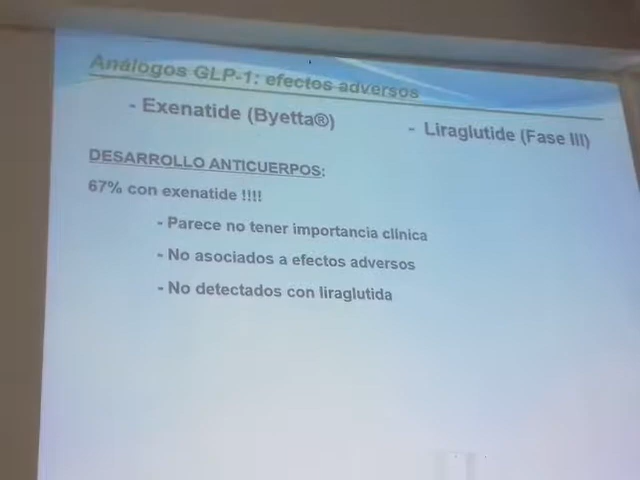 Análogos GLP-1: efectos adversos
- Exenatide (Byetta®)
- Liraglutide (Fase III)
DESARROLLO ANTICUERPOS:
67% con exenatide !!!!
- Parece no tener importancia clínica
- No asociados a efectos adversos
- No detectados con liraglutida